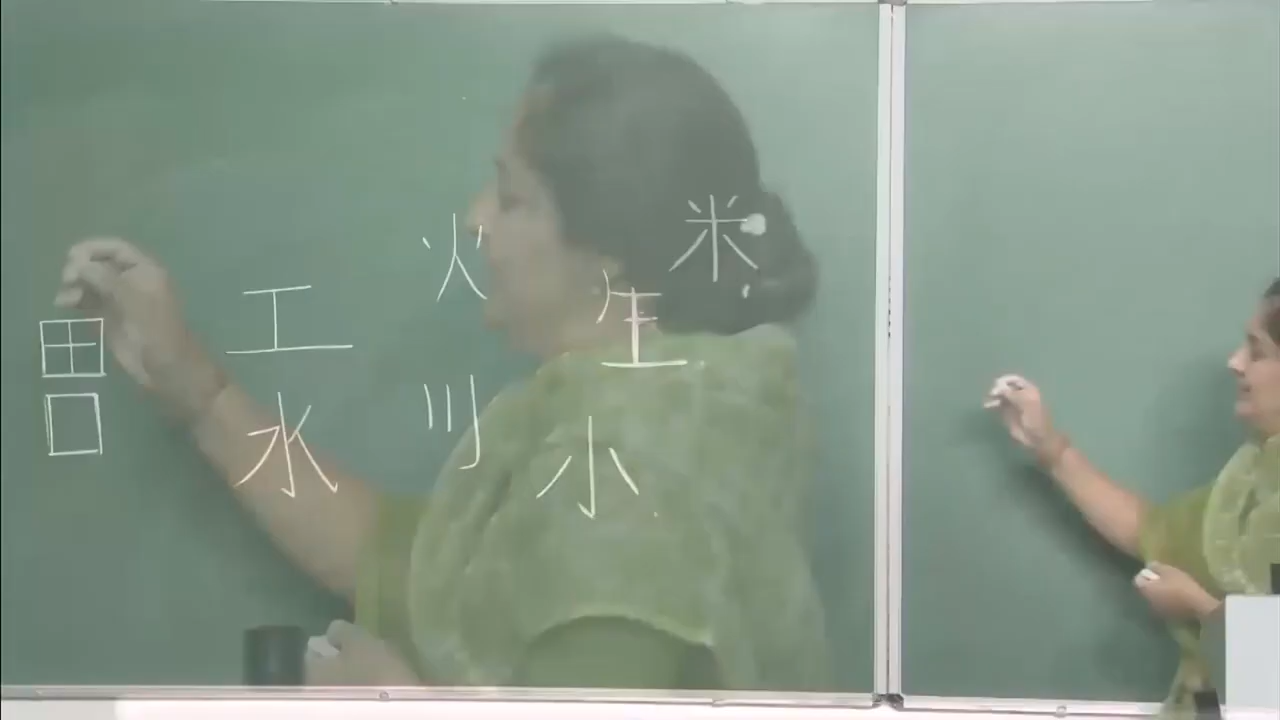 田 工 火 生 米
口 水 川 小